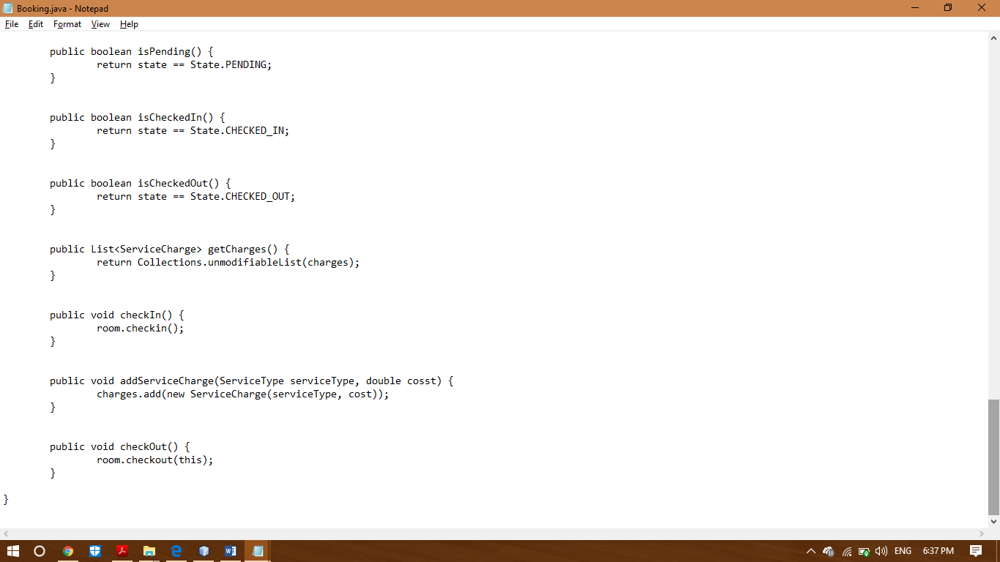 Booking.java - Notepad
File Edit Format View Help
public boolean isPending() {
return state == State.PENDING;
}
public boolean isCheckedIn() {
return state == State.CHECKED_IN;
}
public boolean isCheckedOut() {
return state == State.CHECKED_OUT;
}
public List<ServiceCharge> getCharges() {
return Collections.unmodifiableList(charges);
}
public void checkIn() {
room.checkin();
}
public void addServiceCharge(ServiceType serviceType, double cosst) {
charges.add(new ServiceCharge(serviceType, cost));
}
public void checkOut() {
room.checkout(this);
}
}
ENG 6:37 PM